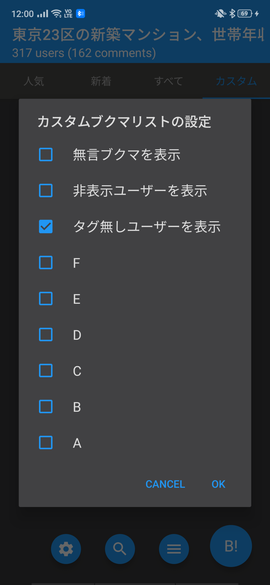 12:00
69
東京23区の新築マンション、世帯年収
317 users (162 comments)
人気 新着 すべて カスタム
カスタムブクマリストの設定
無言ブクマを表示
非表示ユーザーを表示
タグ無しユーザーを表示
F
E
D
C
B
A
CANCEL OK
B!